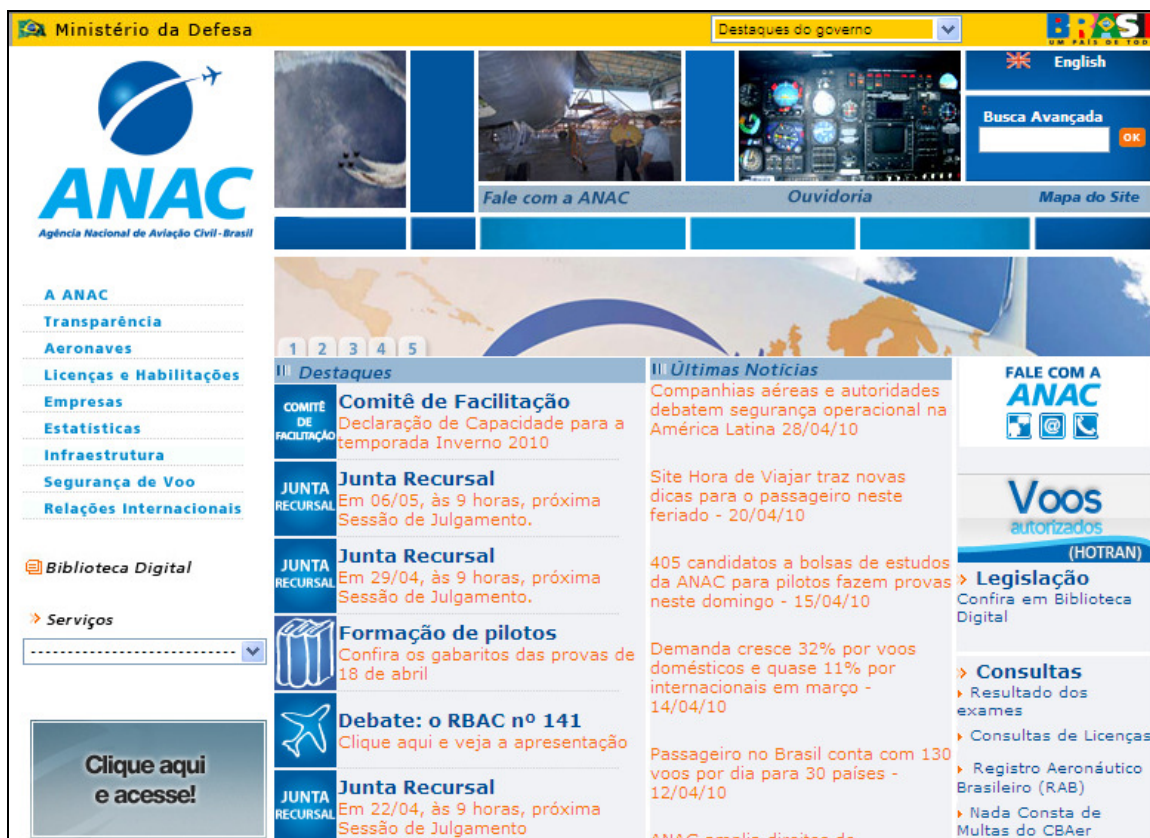 Ministério da Defesa
Destaques do governo
BRASI
UM PAÍS DE TOD
English
Busca Avançada
OK
ANAC
Agência Nacional de Aviação Civil-Brasil
Fale com a ANAC
Ouvidoria
Mapa do Site
A ANAC
Transparência
Aeronaves
Licenças e Habilitações
Empresas
Estatísticas
Infraestrutura
Segurança de Voo
Relações Internacionais
Biblioteca Digital
Serviços
---------------------------
Clique aqui
e acesse!
1 2 3 4 5
Destaques
COMITÊ
DE
FACILITAÇÃO
Comitê de Facilitação
Declaração de Capacidade para a
temporada Inverno 2010
JUNTA
RECURSAL
Junta Recursal
Em 06/05, às 9 horas, próxima
Sessão de Julgamento.
JUNTA
RECURSAL
Junta Recursal
Em 29/04, às 9 horas, próxima
Sessão de Julgamento.
Formação de pilotos
Confira os gabaritos das provas de
18 de abril
Debate: o RBAC nº 141
Clique aqui e veja a apresentação
JUNTA
RECURSAL
Junta Recursal
Em 22/04, às 9 horas, próxima
Sessão de Julgamento
Últimas Notícias
Companhias aéreas e autoridades
debatem segurança operacional na
América Latina 28/04/10
Site Hora de Viajar traz novas
dicas para o passageiro neste
feriado - 20/04/10
405 candidatos a bolsas de estudos
da ANAC para pilotos fazem provas
neste domingo - 15/04/10
Demanda cresce 32% por voos
domésticos e quase 11% por
internacionais em março -
14/04/10
Passageiro no Brasil conta com 130
voos por dia para 30 países -
12/04/10
ANAC amplia direitos de
FALE COM A
ANAC
@
Voos
autorizados
(HOTRAN)
Legislação
Confira em Biblioteca
Digital
Consultas
Resultado dos
exames
Consultas de Licenças
Registro Aeronáutico
Brasileiro (RAB)
Nada Consta de
Multas do CBAer